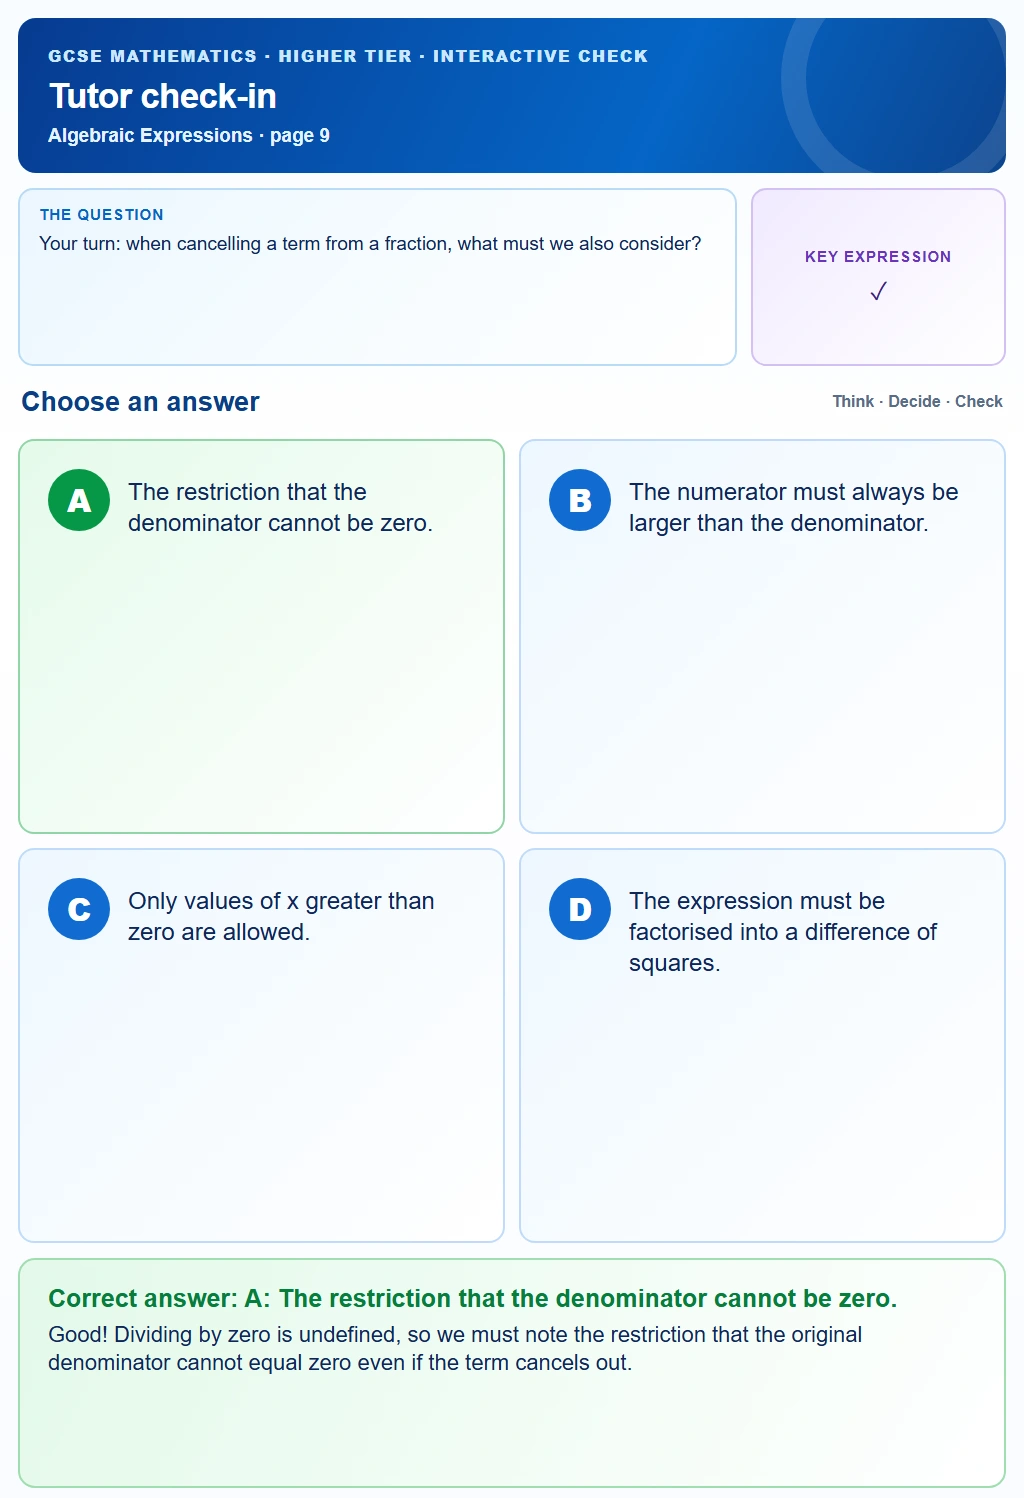 GCSE MATHEMATICS · HIGHER TIER · INTERACTIVE CHECK
Tutor check-in
Algebraic Expressions · page 9
THE QUESTION
Your turn: when cancelling a term from a fraction, what must we also consider?
KEY EXPRESSION
✓
Choose an answer
Think · Decide · Check
A
The restriction that the
denominator cannot be zero.
B
The numerator must always be
larger than the denominator.
C
Only values of x greater than
zero are allowed.
D
The expression must be
factorised into a difference of
squares.
Correct answer: A: The restriction that the denominator cannot be zero.
Good! Dividing by zero is undefined, so we must note the restriction that the original
denominator cannot equal zero even if the term cancels out.